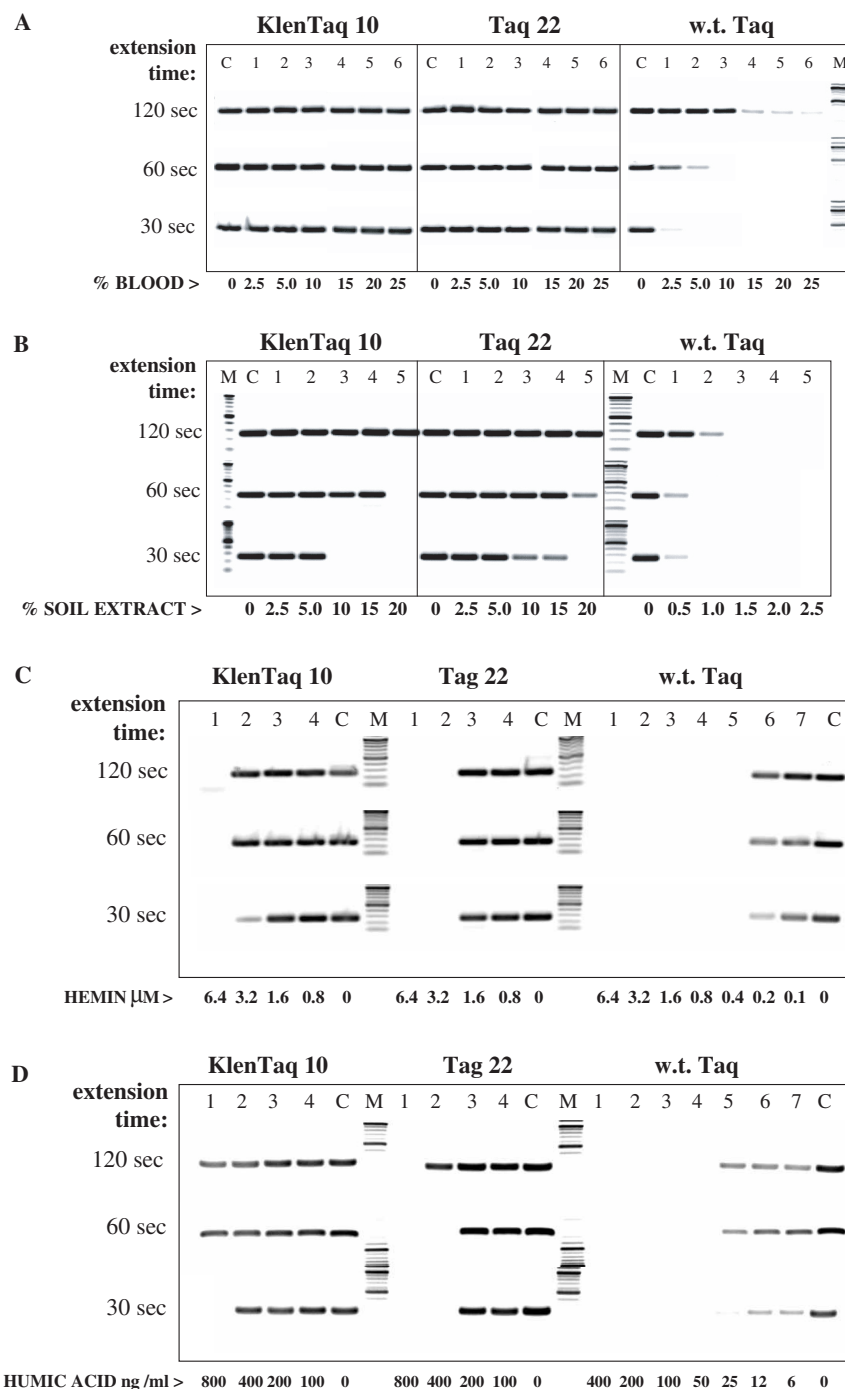 A
KlenTaq 10 Taq 22 w.t. Taq
extension
time:
C 1 2 3 4 5 6 C 1 2 3 4 5 6 C 1 2 3 4 5 6 M
120 sec
60 sec
30 sec
% BLOOD > 0 2.5 5.0 10 15 20 25 0 2.5 5.0 10 15 20 25 0 2.5 5.0 10 15 20 25
B
KlenTaq 10 Taq 22 w.t. Taq
extension
time:
M C 1 2 3 4 5 C 1 2 3 4 5 M C 1 2 3 4 5
120 sec
60 sec
30 sec
% SOIL EXTRACT > 0 2.5 5.0 10 15 20 0 2.5 5.0 10 15 20 0 0.5 1.0 1.5 2.0 2.5
C
KlenTaq 10 Tag 22 w.t. Taq
extension
time:
1 2 3 4 C M 1 2 3 4 C M 1 2 3 4 5 6 7 C
120 sec
60 sec
30 sec
HEMIN µM > 6.4 3.2 1.6 0.8 0 6.4 3.2 1.6 0.8 0 6.4 3.2 1.6 0.8 0.4 0.2 0.1 0
D
KlenTaq 10 Tag 22 w.t. Taq
extension
time:
1 2 3 4 C M 1 2 3 4 C M 1 2 3 4 5 6 7 C
120 sec
60 sec
30 sec
HUMIC ACID ng /ml > 800 400 200 100 0 800 400 200 100 0 400 200 100 50 25 12 6 0